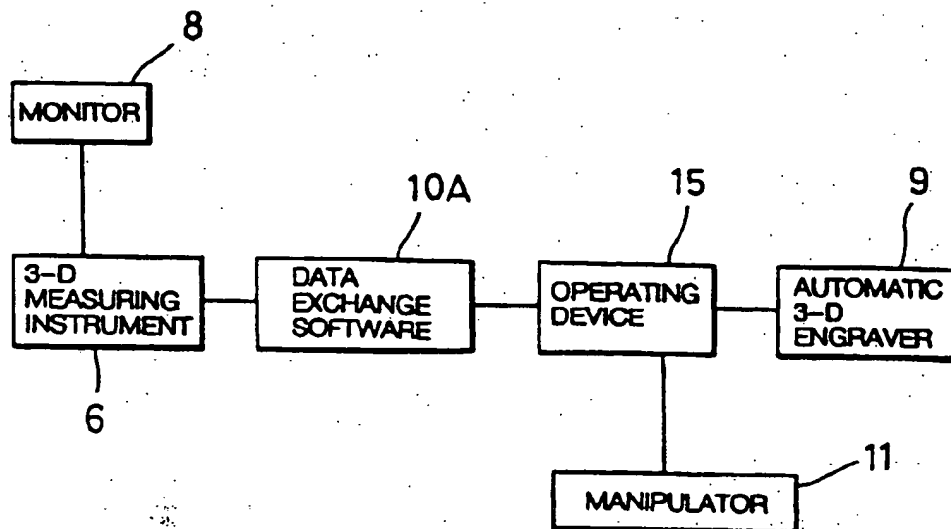 8
MONITOR
10A
15
9
3-D
MEASURING
INSTRUMENT
DATA
EXCHANGE
SOFTWARE
OPERATING
DEVICE
AUTOMATIC
3-D
ENGRAVER
6
11
MANIPULATOR